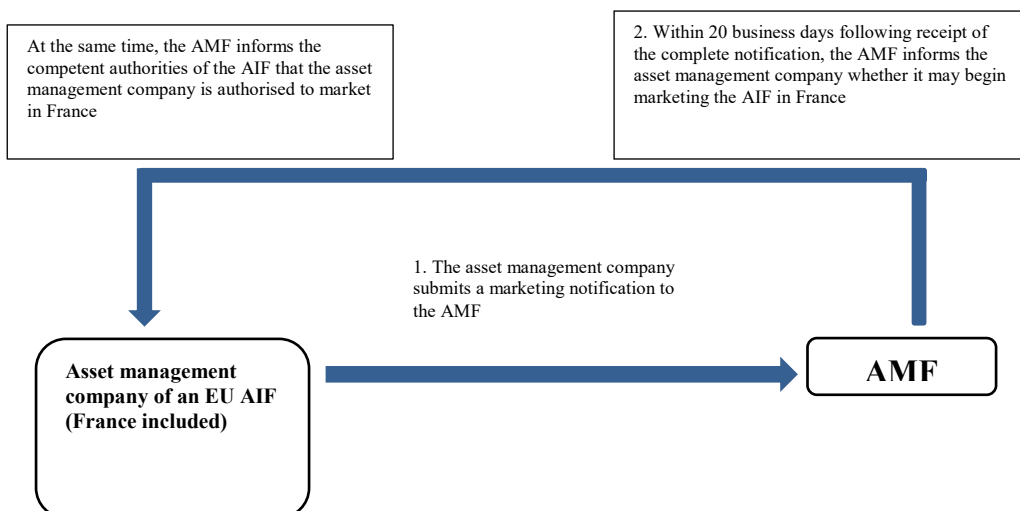 At the same time, the AMF informs the
competent authorities of the AIF that the asset
management company is authorised to market
in France
2. Within 20 business days following receipt of
the complete notification, the AMF informs the
asset management company whether it may begin
marketing the AIF in France
1. The asset management company
submits a marketing notification to
the AMF
Asset management
company of an EU AIF
(France included)
AMF